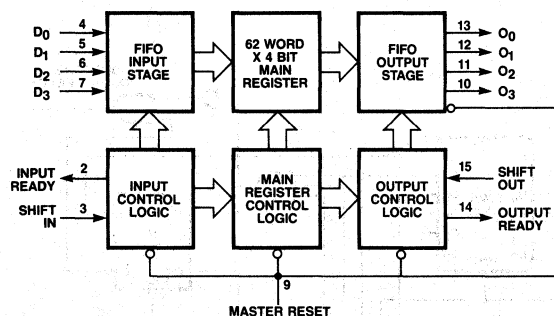 D0 4
D1 5
D2 6
D3 7
FIFO
INPUT
STAGE
62 WORD
X 4 BIT
MAIN
REGISTER
FIFO
OUTPUT
STAGE
13 O0
12 O1
11 O2
10 O3
INPUT
READY
2
SHIFT
IN
3
INPUT
CONTROL
LOGIC
MAIN
REGISTER
CONTROL
LOGIC
OUTPUT
CONTROL
LOGIC
15
SHIFT
OUT
14
OUTPUT
READY
9
MASTER RESET